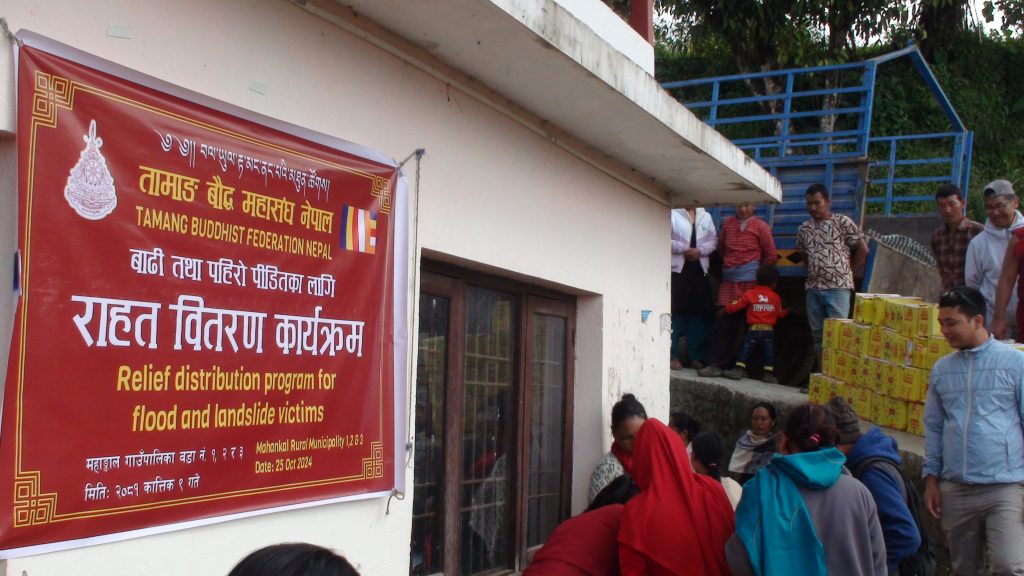 तामाङ बौद्ध महासंघ नेपाल
TAMANG BUDDHIST FEDERATION NEPAL
बाढी तथा पहिरो पीडितका लागि
राहत वितरण कार्यक्रम
Relief distribution program for
flood and landslide victims
महाङ्काल गाउँपालिका वडा नं. १, २ र ३
मितिः २०८१ कात्तिक ९ गते
Mahankal Rural Municipality 1,2 & 3
Date: 25 Oct 2024